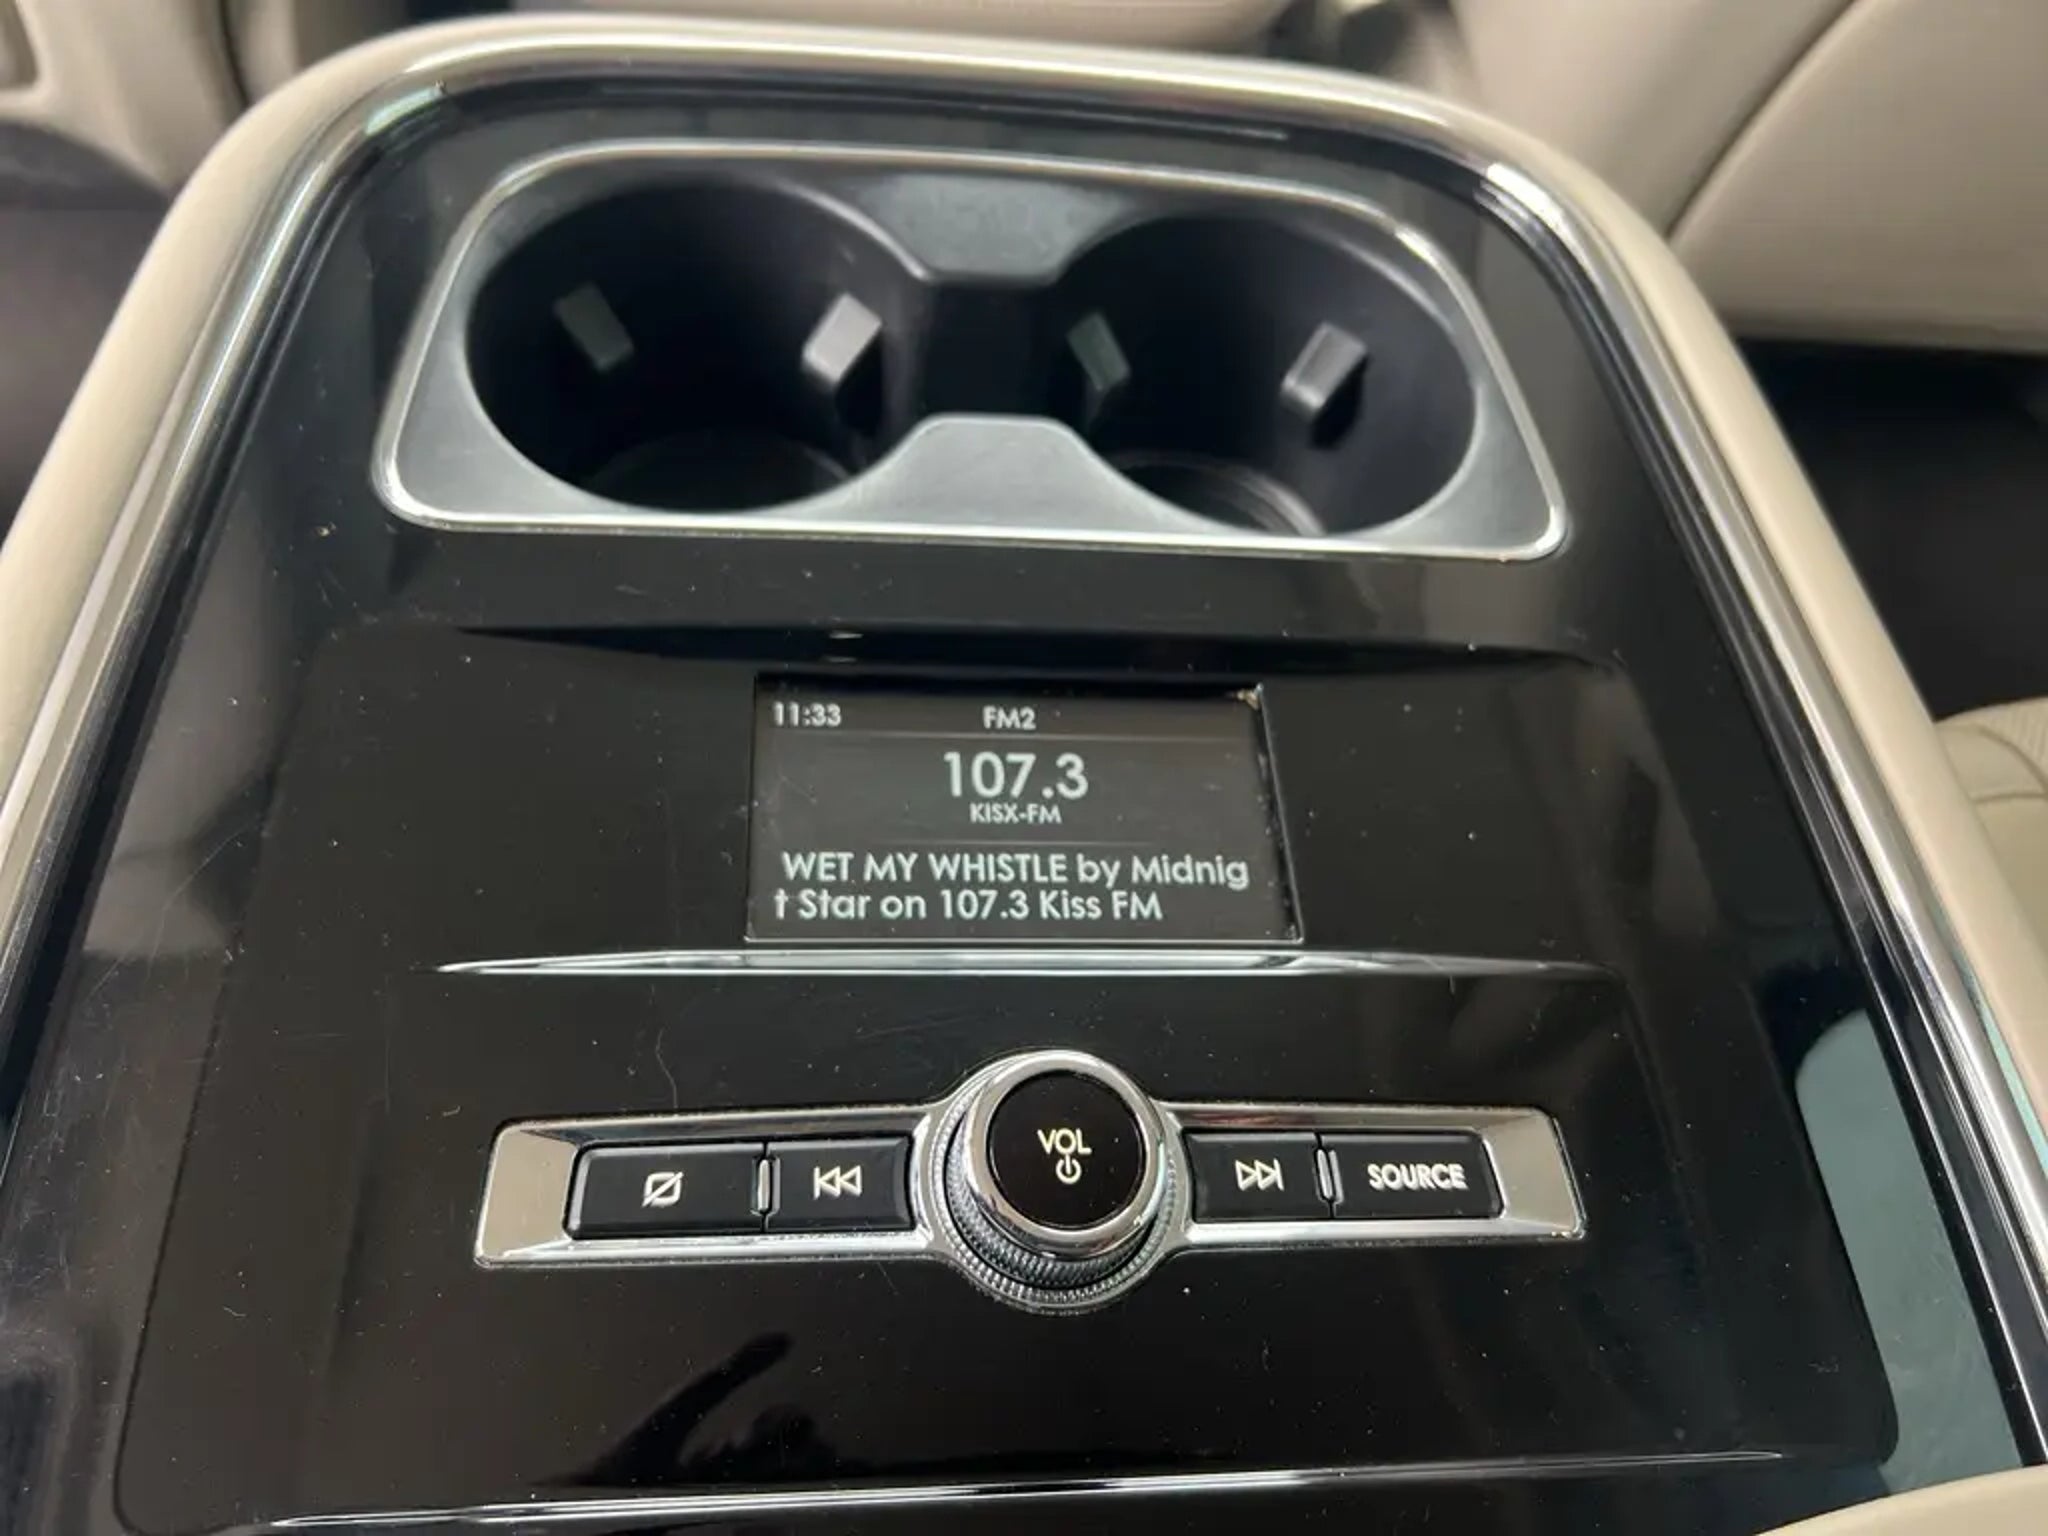 11:33 FM2
107.3
KISX-FM
WET MY WHISTLE by Midnig
t Star on 107.3 Kiss FM
VOL
SOURCE